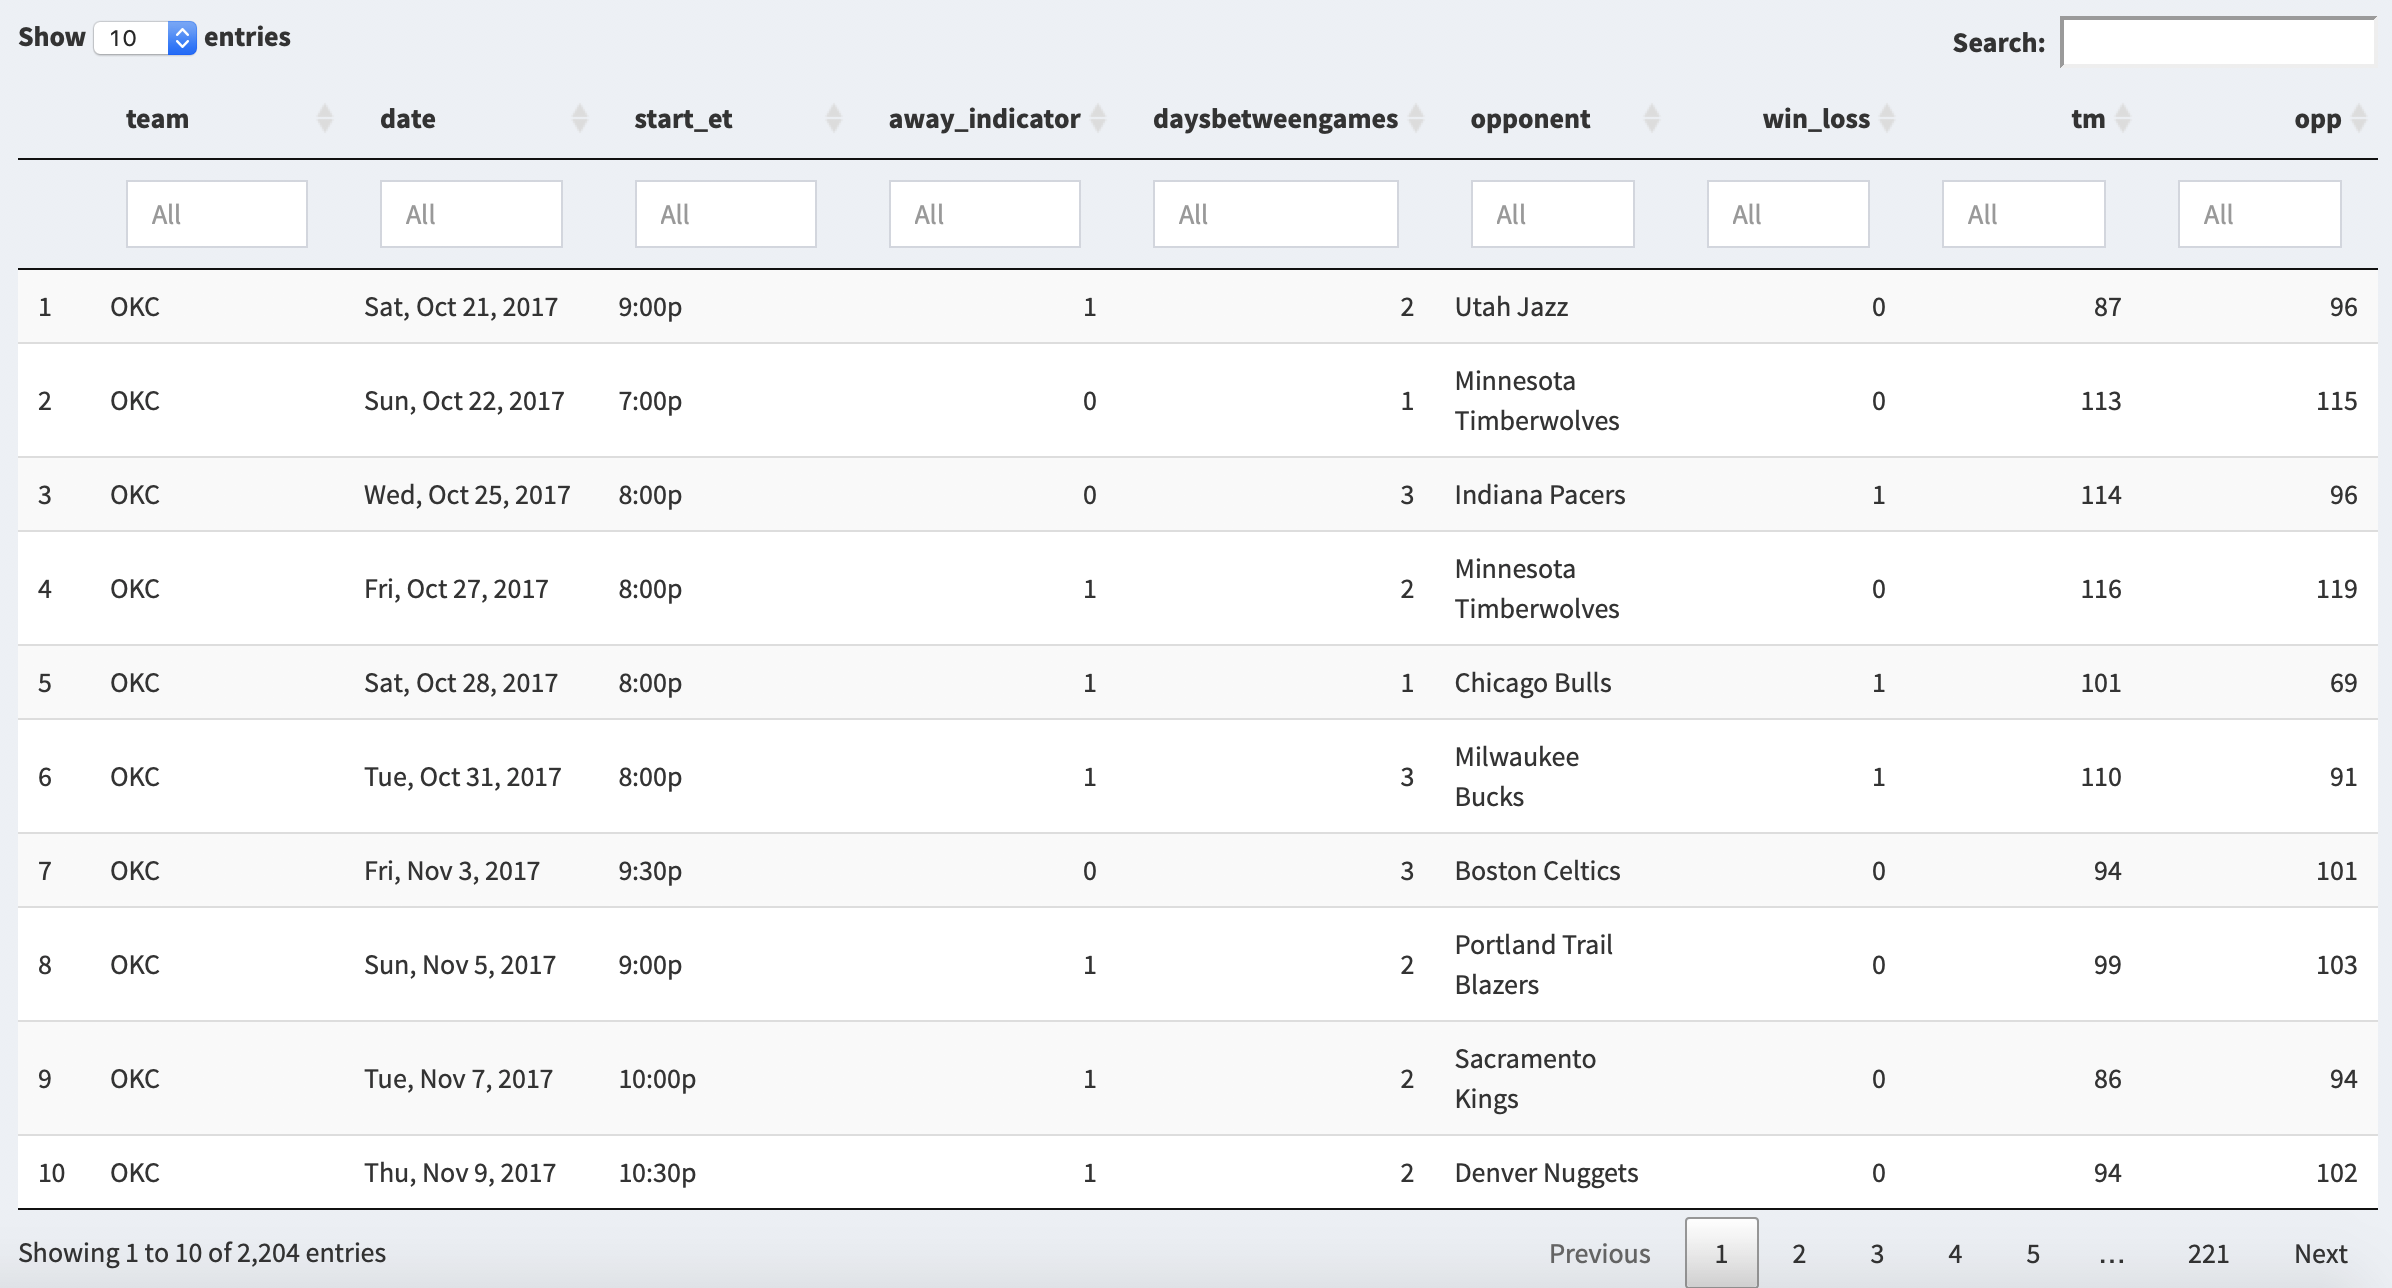 Show 10 entries Search:
team date start_et away_indicator daysbetweengames opponent win_loss tm opp
All All All All All All All All All
1 OKC Sat, Oct 21, 2017 9:00p 1 2 Utah Jazz 0 87 96
2 OKC Sun, Oct 22, 2017 7:00p 0 1 Minnesota Timberwolves 0 113 115
3 OKC Wed, Oct 25, 2017 8:00p 0 3 Indiana Pacers 1 114 96
4 OKC Fri, Oct 27, 2017 8:00p 1 2 Minnesota Timberwolves 0 116 119
5 OKC Sat, Oct 28, 2017 8:00p 1 1 Chicago Bulls 1 101 69
6 OKC Tue, Oct 31, 2017 8:00p 1 3 Milwaukee Bucks 1 110 91
7 OKC Fri, Nov 3, 2017 9:30p 0 3 Boston Celtics 0 94 101
8 OKC Sun, Nov 5, 2017 9:00p 1 2 Portland Trail Blazers 0 99 103
9 OKC Tue, Nov 7, 2017 10:00p 1 2 Sacramento Kings 0 86 94
10 OKC Thu, Nov 9, 2017 10:30p 1 2 Denver Nuggets 0 94 102
Showing 1 to 10 of 2,204 entries Previous 1 2 3 4 5 … 221 Next